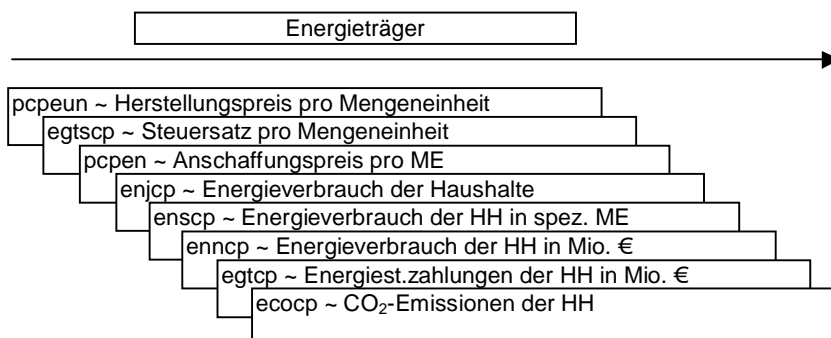 Energieträger
pcpeun ~ Herstellungspreis pro Mengeneinheit
egtscp ~ Steuersatz pro Mengeneinheit
pcpen ~ Anschaffungspreis pro ME
enjcp ~ Energieverbrauch der Haushalte
enscp ~ Energieverbrauch der HH in spez. ME
enncp ~ Energieverbrauch der HH in Mio. €
egtcp ~ Energiest.zahlungen der HH in Mio. €
ecocp ~ CO₂-Emissionen der HH